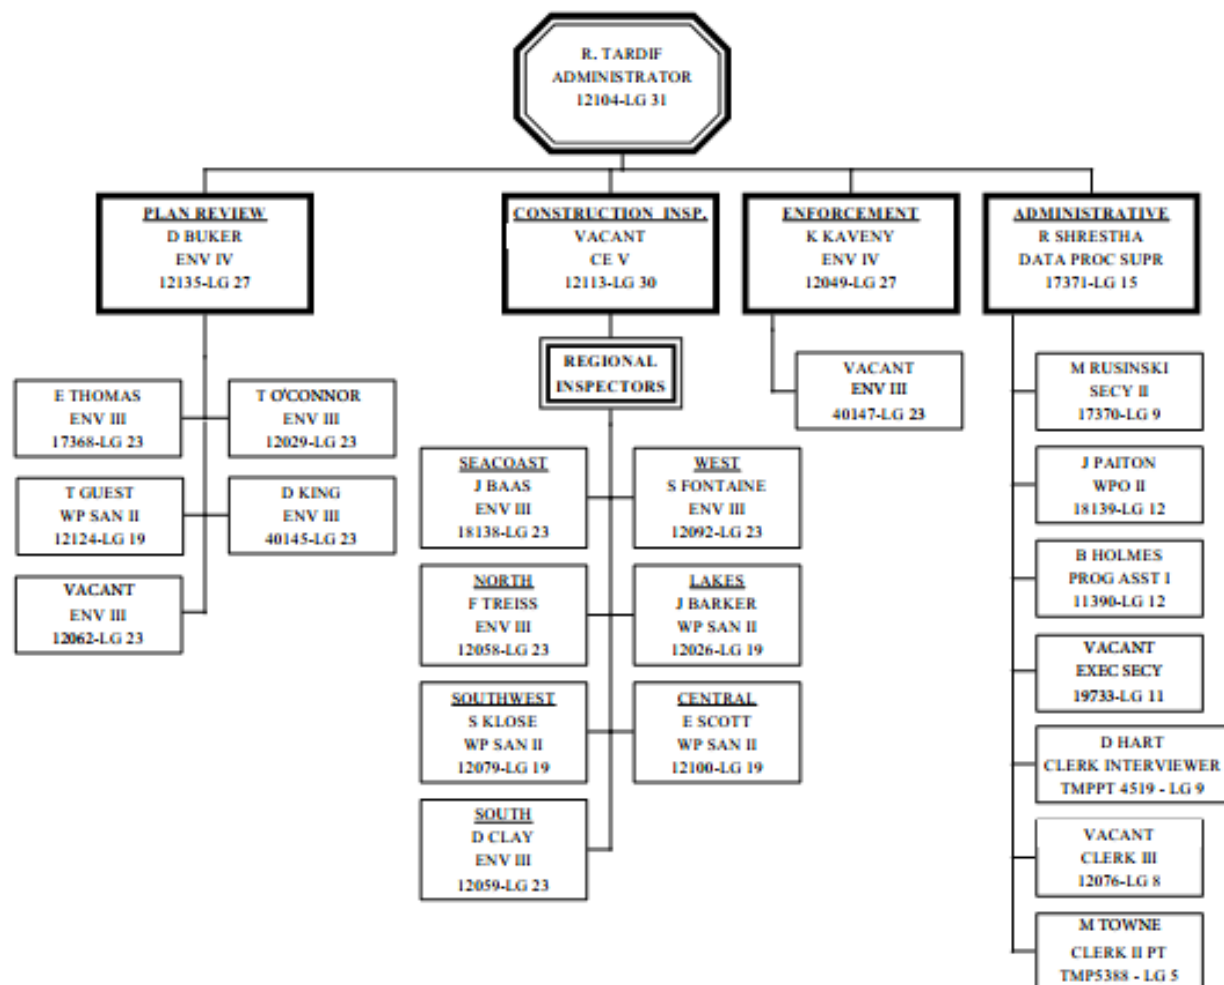 R. TARDIF
ADMINISTRATOR
12104-LG 31
PLAN REVIEW
D BUKER
ENV IV
12135-LG 27
CONSTRUCTION INSP.
VACANT
CE V
12113-LG 30
ENFORCEMENT
K KAVENY
ENV IV
12049-LG 27
ADMINISTRATIVE
R SHRESTHA
DATA PROC SUPR
17371-LG 15
E THOMAS
ENV III
17368-LG 23
T O'CONNOR
ENV III
12029-LG 23
T GUEST
WP SAN II
12124-LG 19
D KING
ENV III
40145-LG 23
VACANT
ENV III
12062-LG 23
REGIONAL
INSPECTORS
SEACOAST
J BAAS
ENV III
18138-LG 23
WEST
S FONTAINE
ENV III
12092-LG 23
NORTH
F TREISS
ENV III
12058-LG 23
LAKES
J BARKER
WP SAN II
12026-LG 19
SOUTHWEST
S KLOSE
WP SAN II
12079-LG 19
CENTRAL
E SCOTT
WP SAN II
12100-LG 19
SOUTH
D CLAY
ENV III
12059-LG 23
VACANT
ENV III
40147-LG 23
M RUSINSKI
SECY II
17370-LG 9
J PAITON
WPO II
18139-LG 12
B HOLMES
PROG ASST I
11390-LG 12
VACANT
EXEC SECY
19733-LG 11
D HART
CLERK INTERVIEWER
TMPPT 4519 - LG 9
VACANT
CLERK III
12076-LG 8
M TOWNE
CLERK II PT
TMP5388 - LG 5